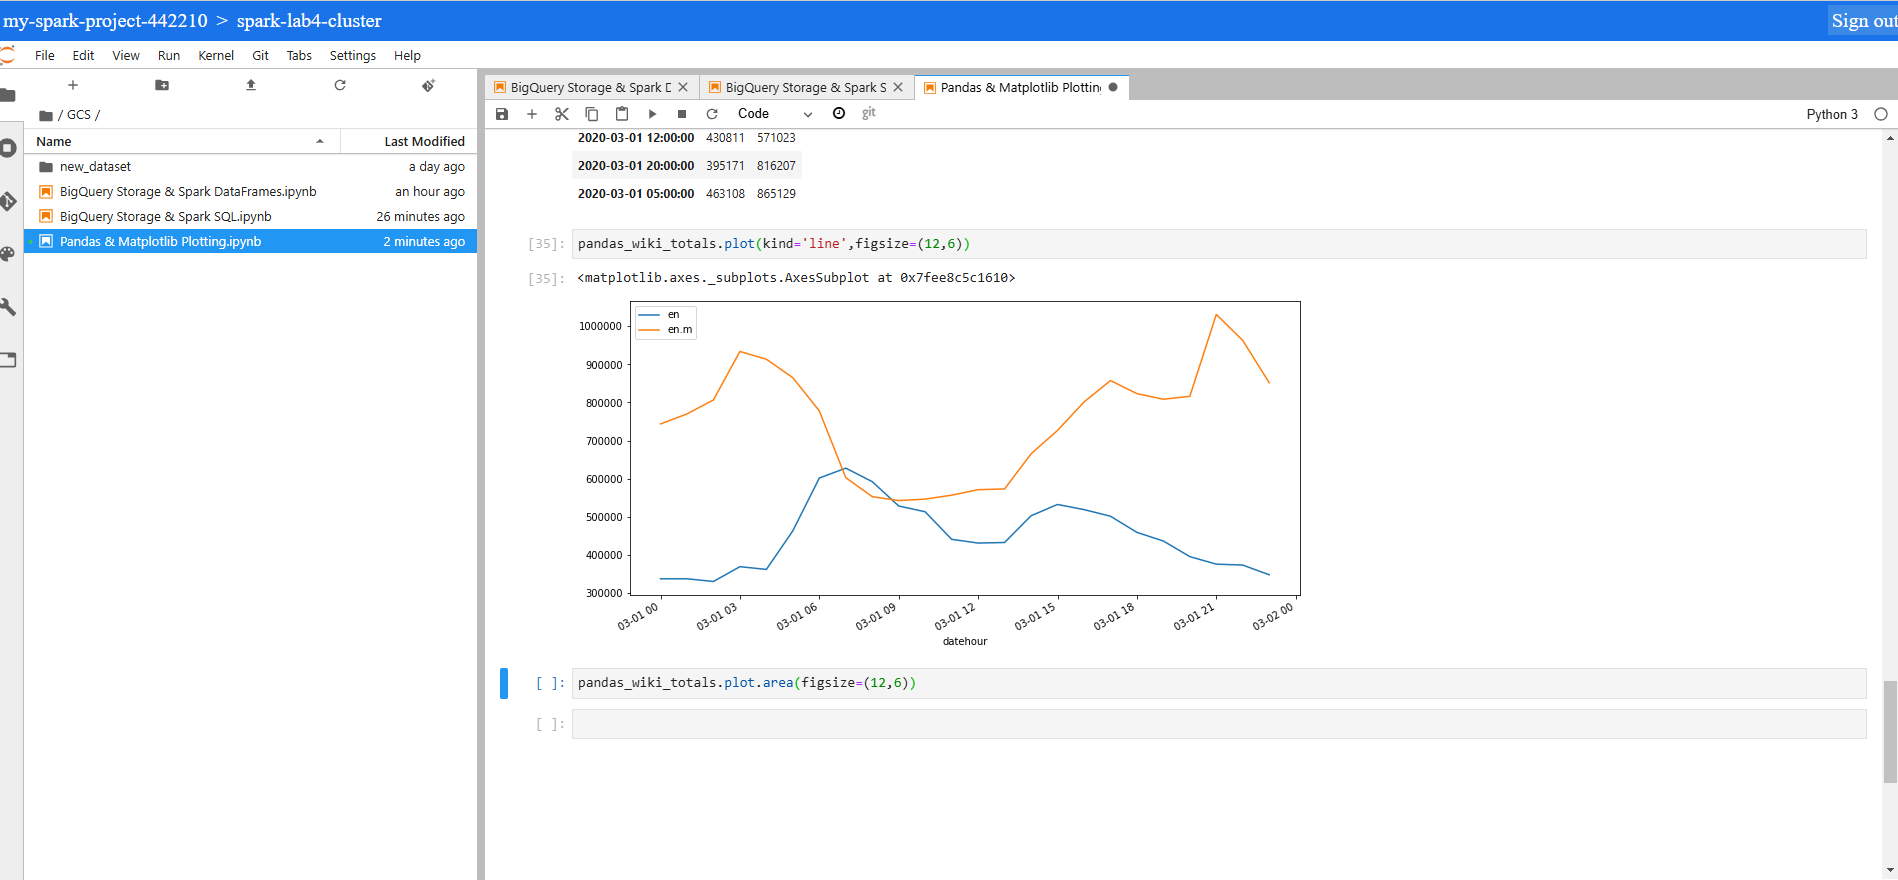 my-spark-project-442210 > spark-lab4-cluster
Sign out
File Edit View Run Kernel Git Tabs Settings Help
/ GCS /
Name Last Modified
new_dataset a day ago
BigQuery Storage & Spark DataFrames.ipynb an hour ago
BigQuery Storage & Spark SQL.ipynb 26 minutes ago
Pandas & Matplotlib Plotting.ipynb 2 minutes ago
BigQuery Storage & Spark D
BigQuery Storage & Spark S
Pandas & Matplotlib Plotting
Code
git
Python 3
2020-03-01 12:00:00 430811 571023
2020-03-01 20:00:00 395171 816207
2020-03-01 05:00:00 463108 865129
[35]: pandas_wiki_totals.plot(kind='line',figsize=(12,6))
[35]: <matplotlib.axes._subplots.AxesSubplot at 0x7fee8c5c1610>
en
en.m
1000000
900000
800000
700000
600000
500000
400000
300000
03-01 00 03-01 03 03-01 06 03-01 09 03-01 12 03-01 15 03-01 18 03-01 21 03-02 00
datehour
[ ]: pandas_wiki_totals.plot.area(figsize=(12,6))
[ ]: